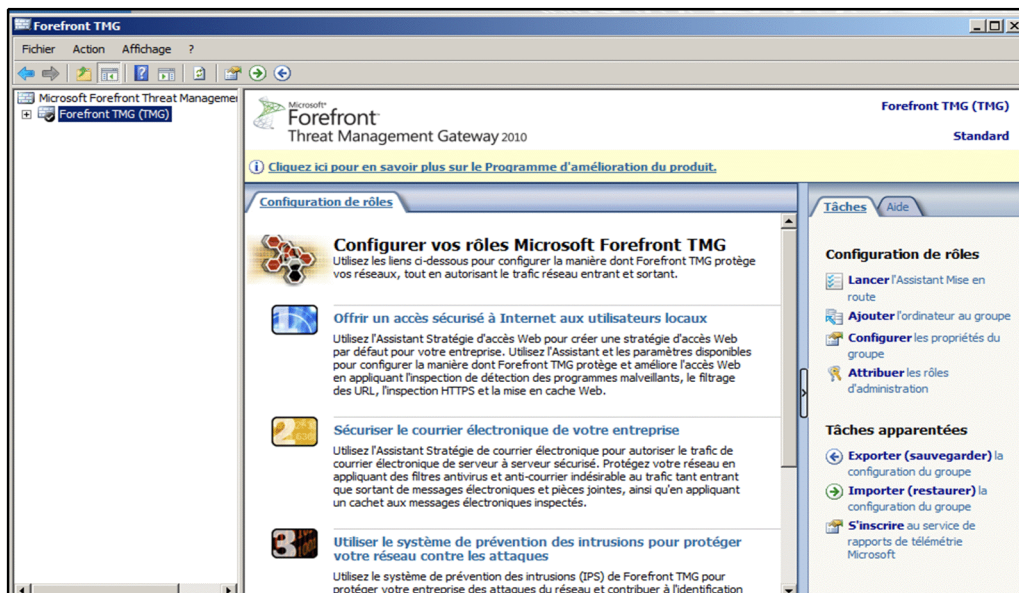 Forefront TMG
Fichier Action Affichage ?
Microsoft Forefront Threat Managemer
Forefront TMG (TMG)
Microsoft®
Forefront™
Threat Management Gateway 2010
Forefront TMG (TMG)
Standard
Cliquez ici pour en savoir plus sur le Programme d'amélioration du produit.
Configuration de rôles
Configurer vos rôles Microsoft Forefront TMG
Utilisez les liens ci-dessous pour configurer la manière dont Forefront TMG protège
vos réseaux, tout en autorisant le trafic réseau entrant et sortant.
Offrir un accès sécurisé à Internet aux utilisateurs locaux
Utilisez l'Assistant Stratégie d'accès Web pour créer une stratégie d'accès Web
par défaut pour votre entreprise. Utilisez l'Assistant et les paramètres disponibles
pour configurer la manière dont Forefront TMG protège et améliore l'accès Web
en appliquant l'inspection de détection des programmes malveillants, le filtrage
des URL, l'inspection HTTPS et la mise en cache Web.
2
Sécuriser le courrier électronique de votre entreprise
Utilisez l'Assistant Stratégie de courrier électronique pour autoriser le trafic de
courrier électronique de serveur à serveur sécurisé. Protégez votre réseau en
appliquant des filtres antivirus et anti-courrier indésirable au trafic tant entrant
que sortant de messages électroniques et pièces jointes, ainsi qu'en appliquant
un cachet aux messages électroniques inspectés.
3
Utiliser le système de prévention des intrusions pour protéger
votre réseau contre les attaques
Utilisez le système de prévention des intrusions (IPS) de Forefront TMG pour
protéger votre entreprise des attaques du réseau et contribuer à l'identification
Tâches Aide
Configuration de rôles
Lancer l'Assistant Mise en
route
Ajouter l'ordinateur au groupe
Configurer les propriétés du
groupe
Attribuer les rôles
d'administration
Tâches apparentées
Exporter (sauvegarder) la
configuration du groupe
Importer (restaurer) la
configuration du groupe
S'inscrire au service de
rapports de télémétrie
Microsoft